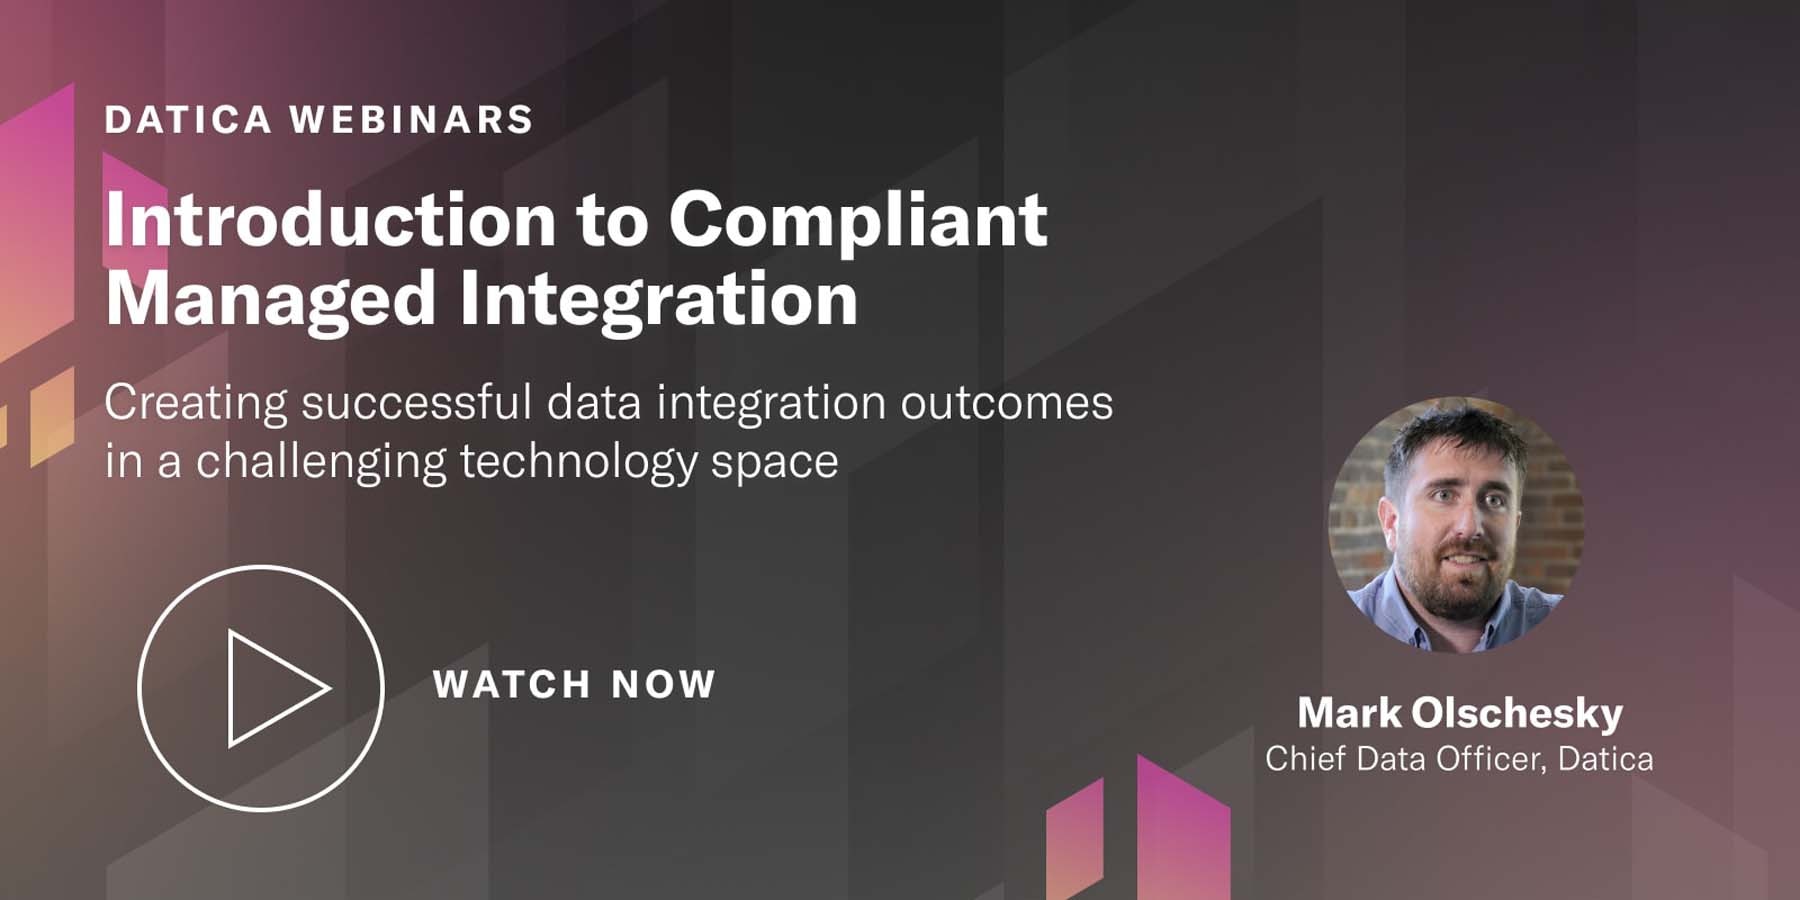 DATICA WEBINARS
Introduction to Compliant
Managed Integration
Creating successful data integration outcomes
in a challenging technology space
WATCH NOW
Mark Olschesky
Chief Data Officer, Datica